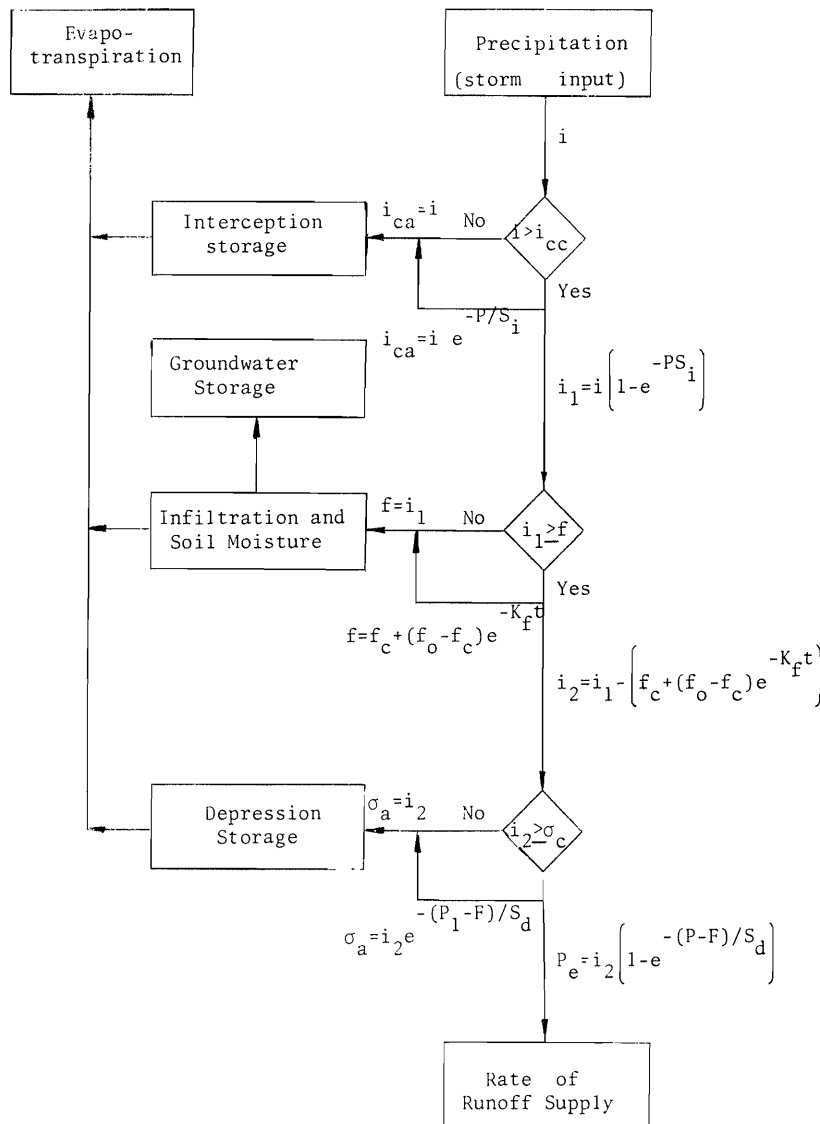 Evapo-
transpiration
Precipitation
(storm input)
i
i_ca=i
No
i>i_cc
Interception
storage
Yes
i_ca=i e^-P/S_i
Groundwater
Storage
i_1=i(1-e^-PS_i)
f=i_1
No
i_1≥f
Infiltration and
Soil Moisture
Yes
f=f_c+(f_o-f_c)e^-K_f t
i_2=i_1-(f_c+(f_o-f_c)e^-K_f t)
σ_a=i_2
No
i_2≥σ_c
Depression
Storage
σ_a=i_2e^-(P_1-F)/S_d
P_e=i_2(1-e^-(P-F)/S_d)
Rate of
Runoff Supply